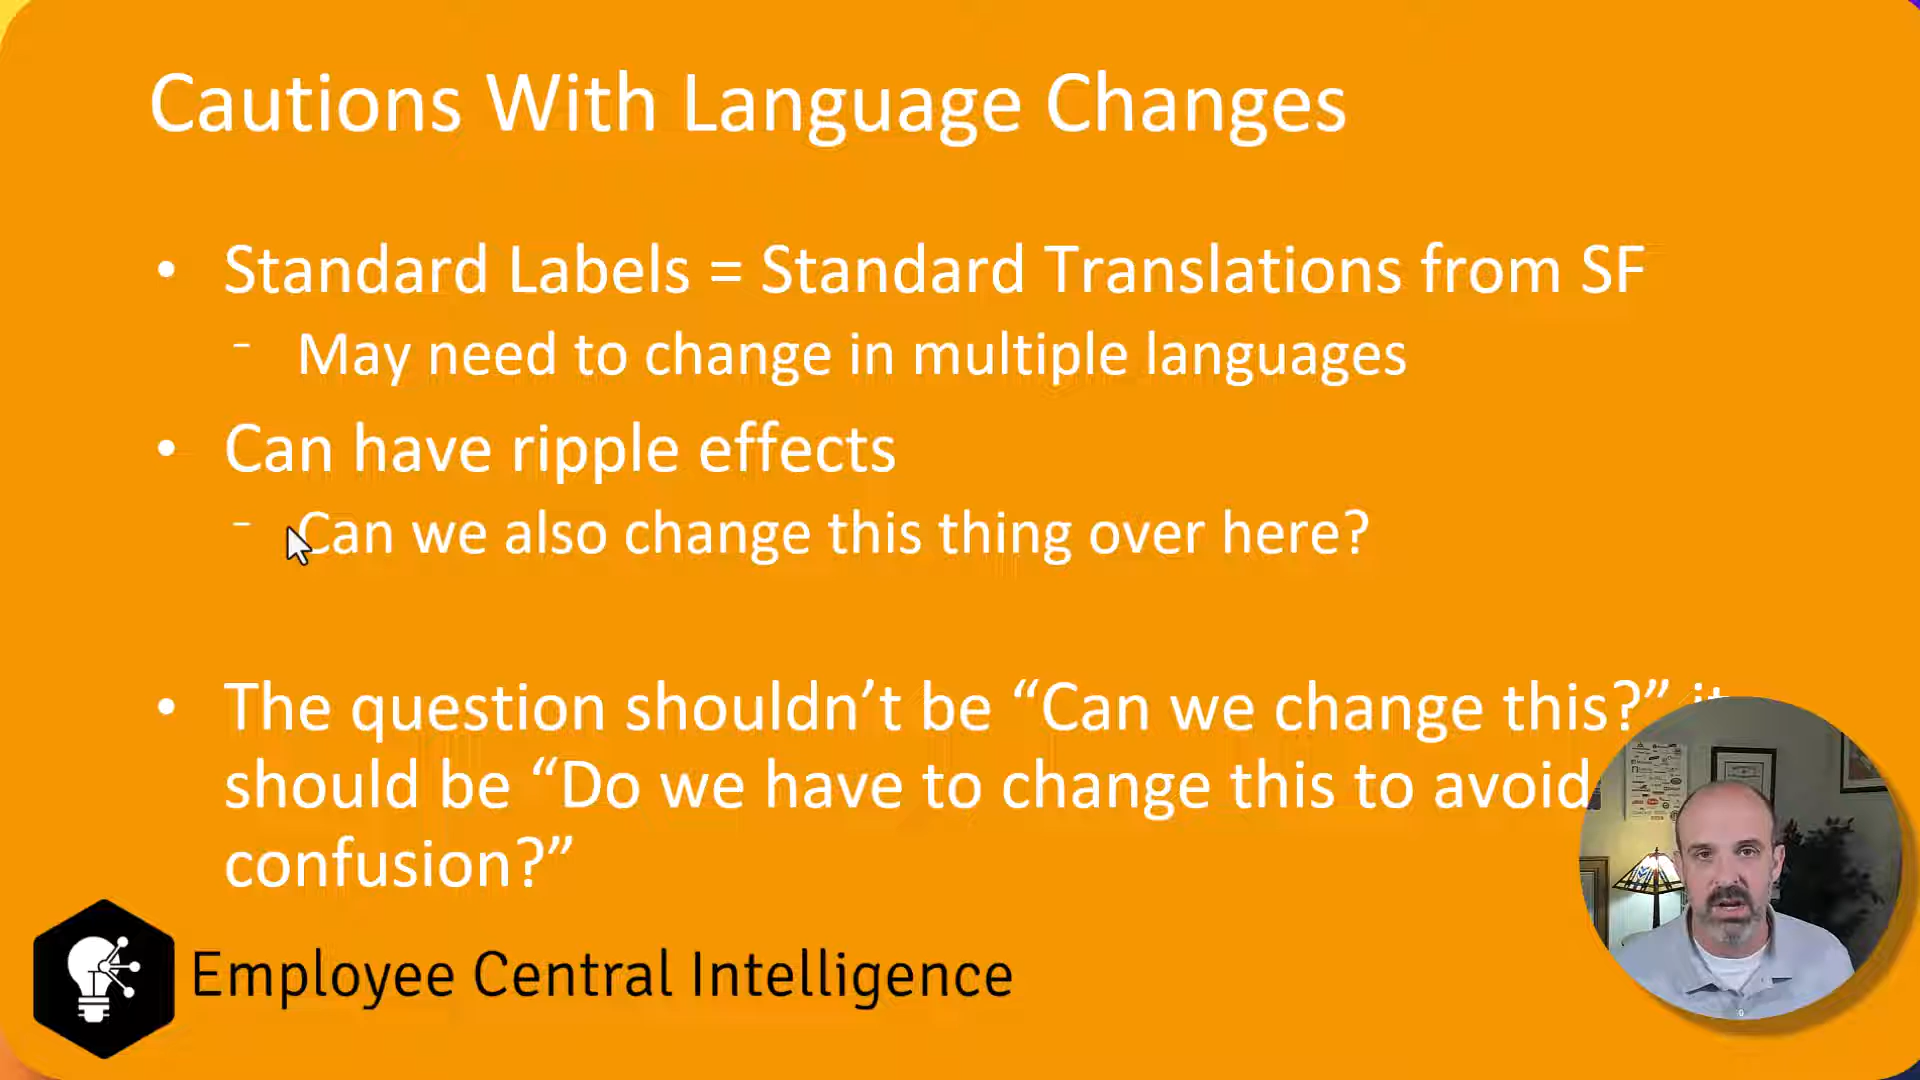 Cautions With Language Changes
• Standard Labels = Standard Translations from SF
- May need to change in multiple languages
• Can have ripple effects
- Can we also change this thing over here?
• The question shouldn’t be “Can we change this?” it
should be “Do we have to change this to avoid
confusion?”
Employee Central Intelligence